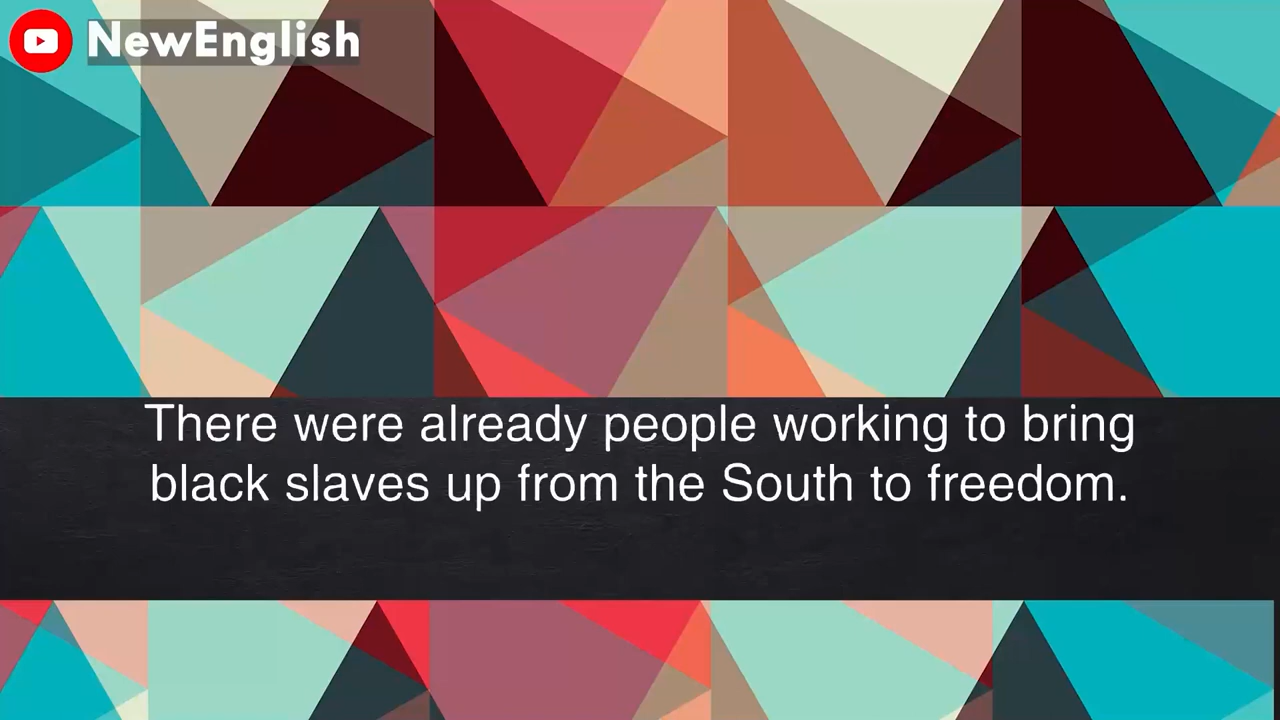 NewEnglish
There were already people working to bring
black slaves up from the South to freedom.